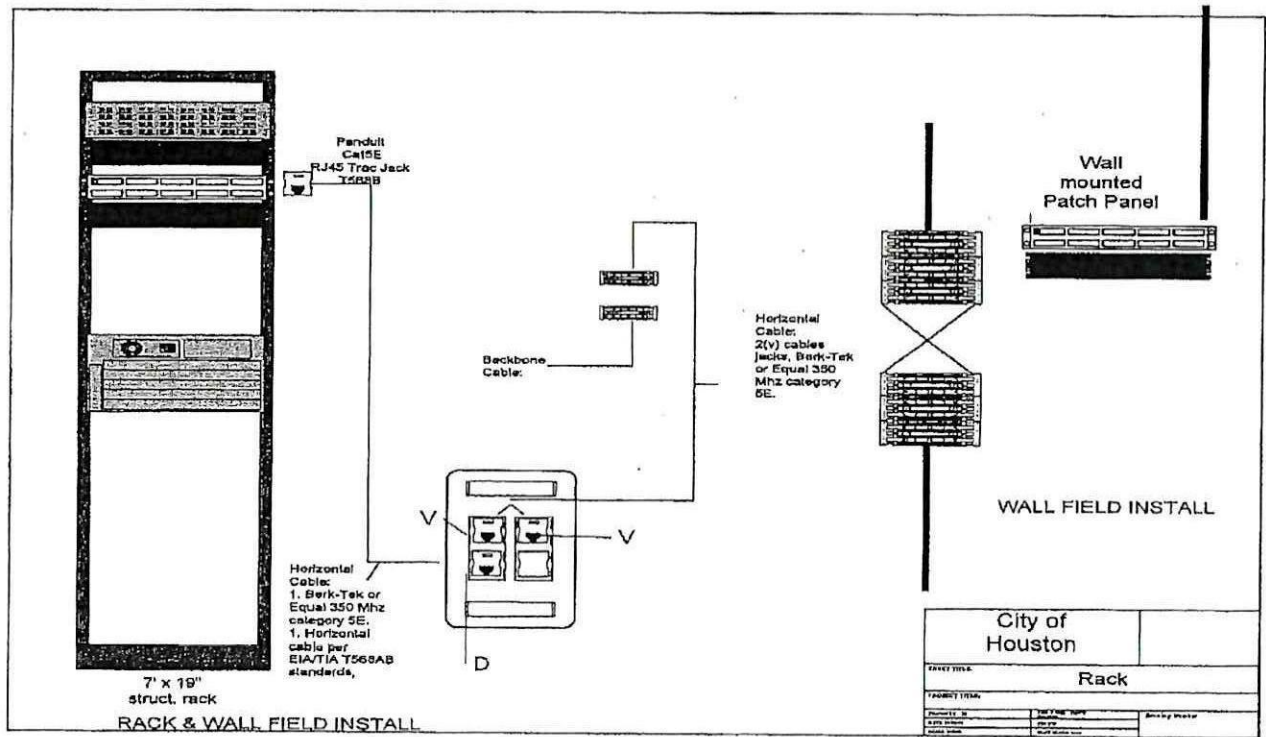 Panduit
Cat5E
RJ45 Trac Jack
T568B
Wall
mounted
Patch Panel
Horizontal
Cable:
2(v) cables
jacks, Berk-Tek
or Equal 350
Mhz category
5E.
Backbone
Cable:
V
V
WALL FIELD INSTALL
Horizontal
Cable:
1. Berk-Tek or
Equal 350 Mhz
category 5E.
1. Horizontal
cable per
EIA/TIA T568AB
standards,
D
7' x 19"
struct. rack
RACK & WALL FIELD INSTALL
City of
Houston
Rack